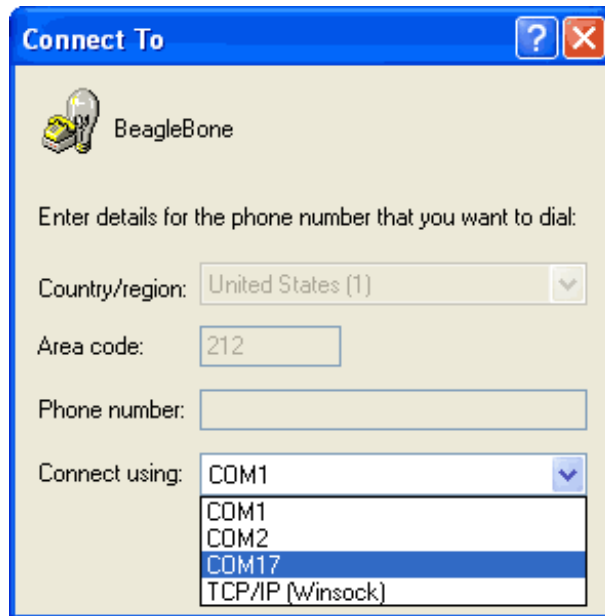 Connect To
BeagleBone
Enter details for the phone number that you want to dial:
Country/region: United States (1)
Area code: 212
Phone number:
Connect using: COM1
COM1
COM2
COM17
TCP/IP (Winsock)